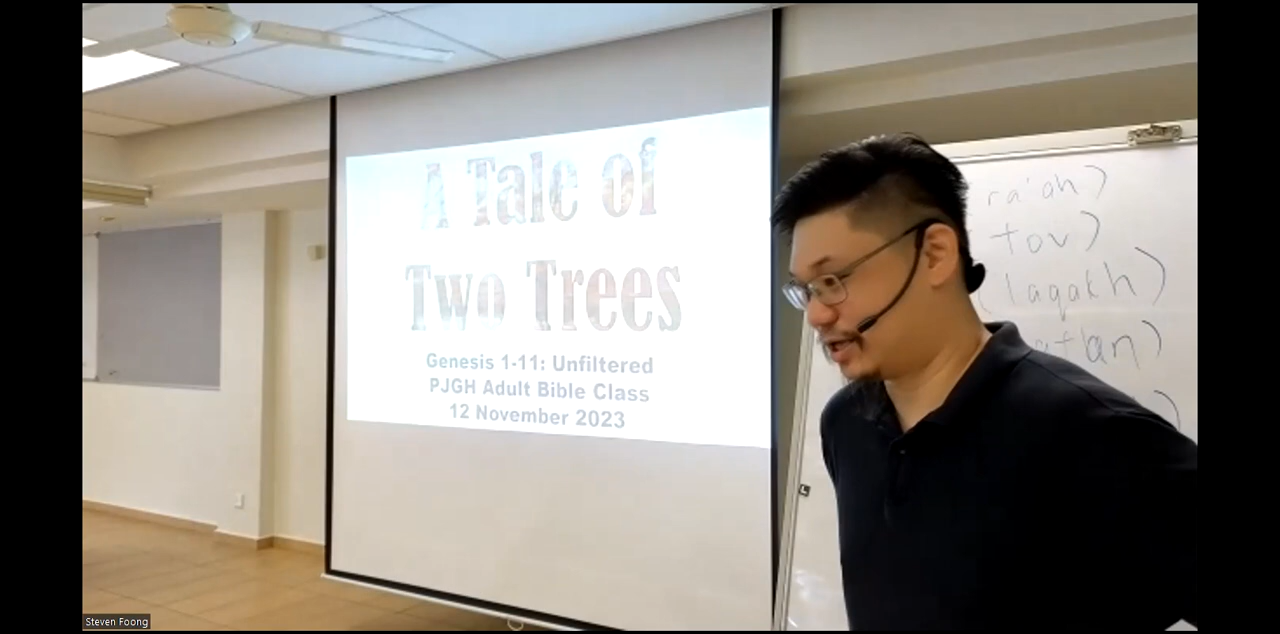 A Tale of
Two Trees
Genesis 1-11: Unfiltered
PJGH Adult Bible Class
12 November 2023
ra'ah)
(tov)
(laqakh)
Steven Foong